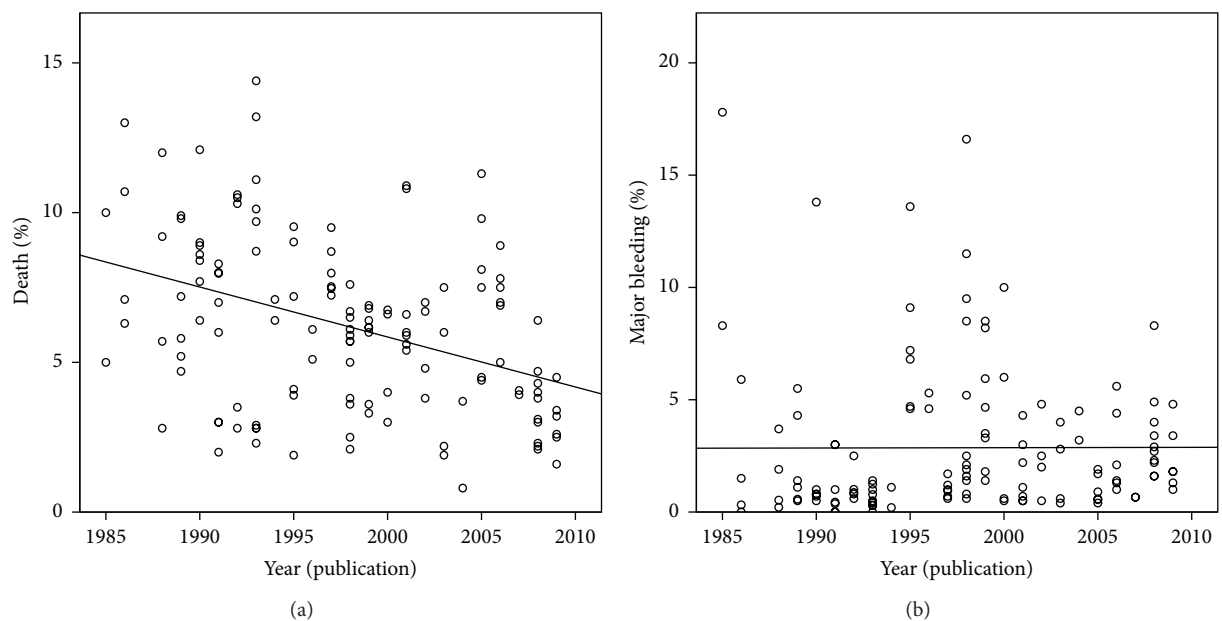 15
10
5
0
Death (%)
1985 1990 1995 2000 2005 2010
Year (publication)
(a)
20
15
10
5
0
Major bleeding (%)
1985 1990 1995 2000 2005 2010
Year (publication)
(b)